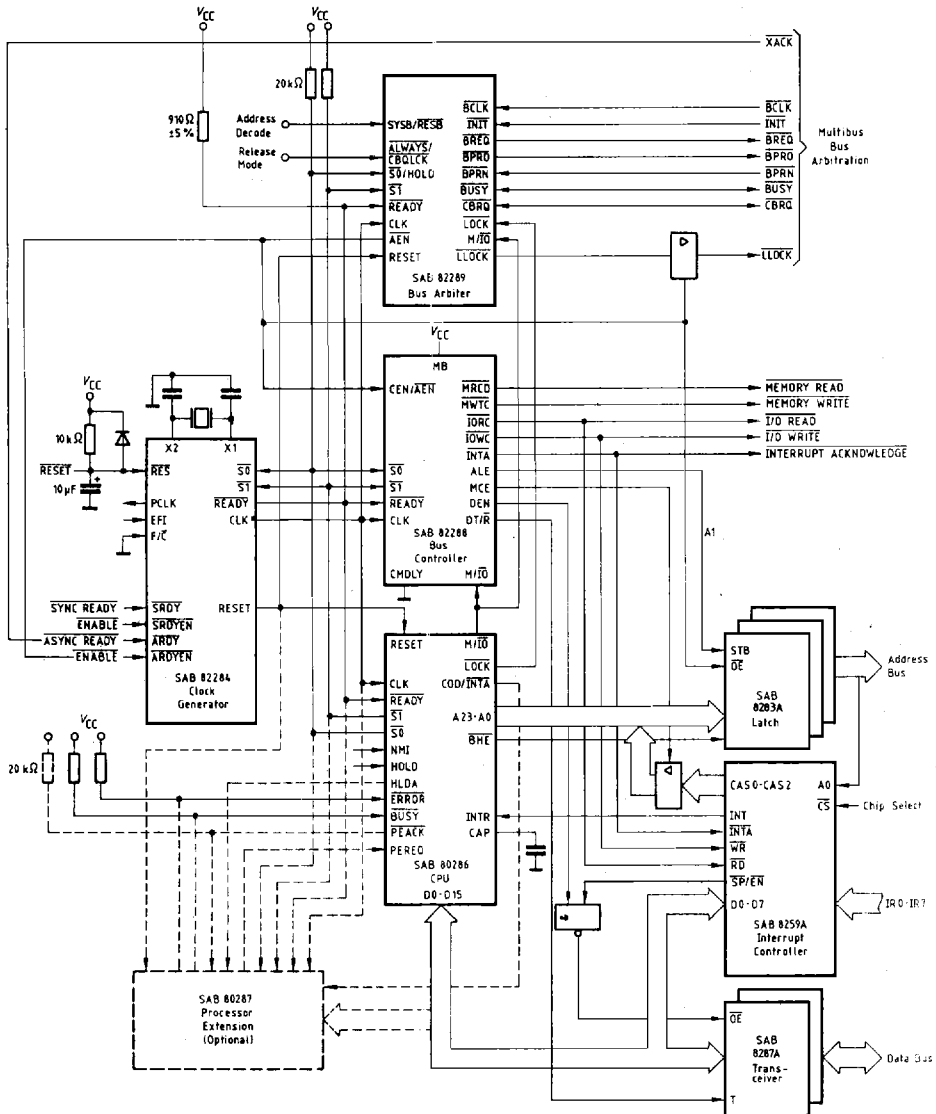 VCC
VCC
XACK
20 kΩ
910 Ω
±5 %
Address
Decode
Release
Mode
SYSB/RESB
ALWAYS/
CBQLCK
S0/HOLD
S1
READY
CLK
AEN
RESET
BCLK
INIT
BREQ
BPRO
BPRN
BUSY
CBRQ
LOCK
M/IO
LLOCK
SAB 82289
Bus Arbiter
BCLK
INIT
BREQ
BPRO
BPRN
BUSY
CBRQ
LLOCK
Multibus
Bus
Arbitration
VCC
MB
CEN/AEN
S0
S1
READY
CLK
CMDLY
MRCD
MWTC
IORC
IOWC
INTA
ALE
MCE
DEN
DT/R
M/IO
SAB 82288
Bus
Controller
MEMORY READ
MEMORY WRITE
I/O READ
I/O WRITE
INTERRUPT ACKNOWLEDGE
A1
VCC
10 kΩ
RESET
10 µF
+
X2
X1
RES
PCLK
EFI
F/C
S0
S1
READY
CLK
RESET
SYNC READY
ENABLE
ASYNC READY
ENABLE
SRDY
SRDYEN
ARDY
ARDYEN
SAB 82284
Clock
Generator
VCC
20 kΩ
RESET
CLK
READY
S1
S0
NMI
HOLD
HLDA
ERROR
BUSY
PEACK
PEREQ
M/IO
LOCK
COD/INTA
A23-A0
BHE
INTR
CAP
SAB 80286
CPU
D0-D15
STB
OE
SAB
8283A
Latch
Address
Bus
CAS0-CAS2
A0
CS
Chip Select
INT
INTA
WR
RD
SP/EN
D0-D7
IR0-IR7
SAB 8259A
Interrupt
Controller
SAB 80287
Processor
Extension
(Optional)
OE
SAB
8287A
Trans-
ceiver
T
Data Bus